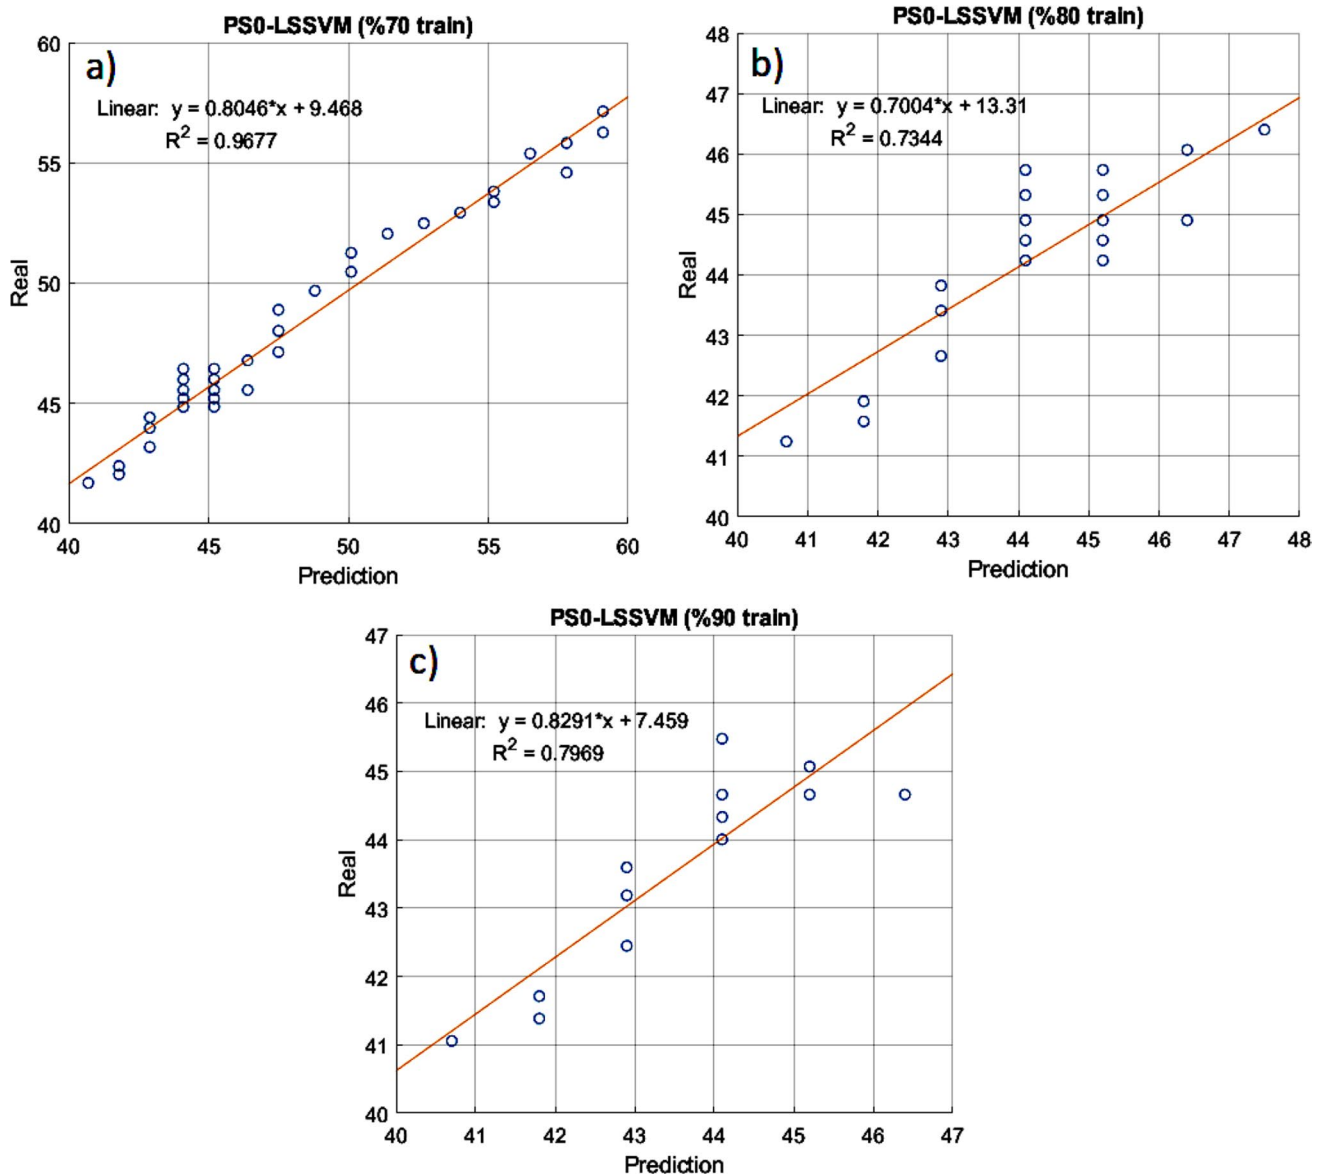 PS0-LSSVM (%70 train)
a)
Linear: y = 0.8046*x + 9.468
R² = 0.9677
60
55
50
45
40
Real
40 45 50 55 60
Prediction
PS0-LSSVM (%80 train)
b)
Linear: y = 0.7004*x + 13.31
R² = 0.7344
48
47
46
45
44
43
42
41
40
Real
40 41 42 43 44 45 46 47 48
Prediction
PS0-LSSVM (%90 train)
c)
Linear: y = 0.8291*x + 7.459
R² = 0.7969
47
46
45
44
43
42
41
40
Real
40 41 42 43 44 45 46 47
Prediction